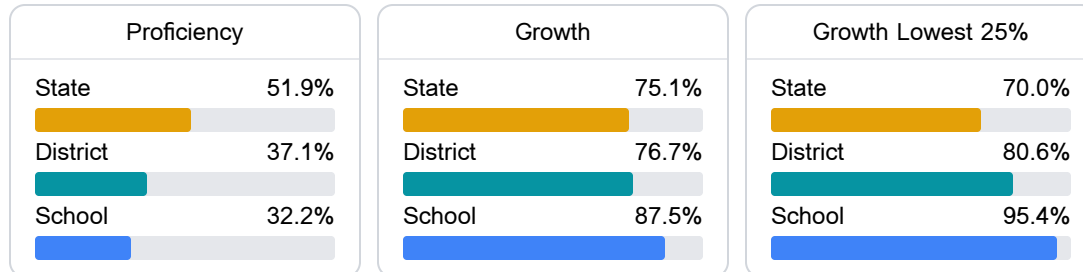 Proficiency
State 51.9%
District 37.1%
School 32.2%
Growth
State 75.1%
District 76.7%
School 87.5%
Growth Lowest 25%
State 70.0%
District 80.6%
School 95.4%